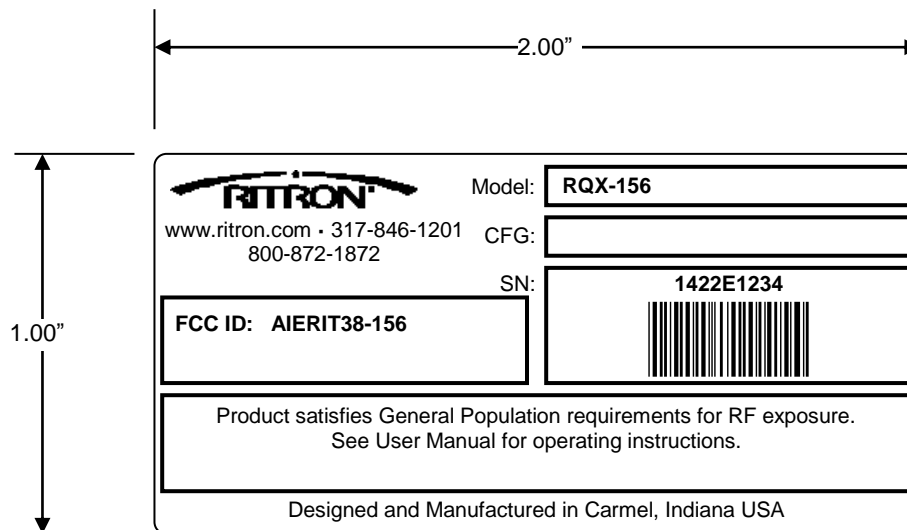 2.00”
RITRON
Model: RQX-156
www.ritron.com · 317-846-1201
800-872-1872
CFG:
SN: 1422E1234
1.00”
FCC ID: AIERIT38-156
Product satisfies General Population requirements for RF exposure.
See User Manual for operating instructions.
Designed and Manufactured in Carmel, Indiana USA